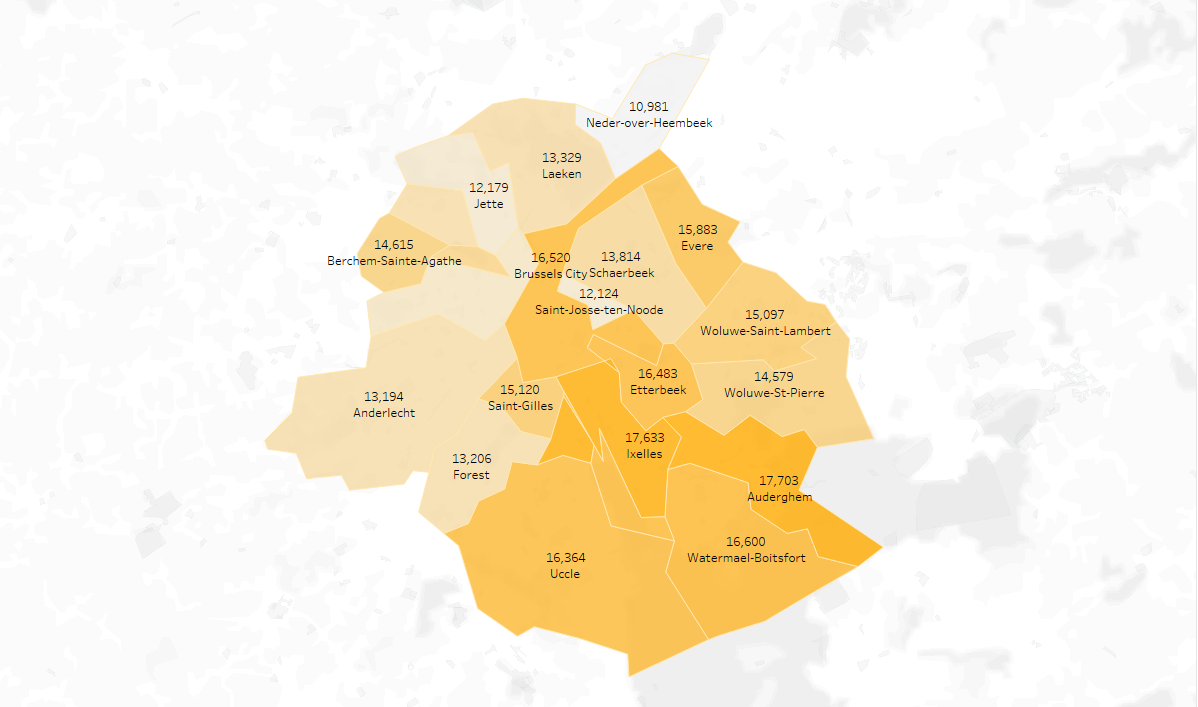 10,981
Neder-over-Heembeek
13,329
Laeken
12,179
Jette
15,883
Evere
14,615
Berchem-Sainte-Agathe
16,520
Brussels City
13,814
Schaerbeek
12,124
Saint-Josse-ten-Noode
15,097
Woluwe-Saint-Lambert
16,483
Etterbeek
14,579
Woluwe-St-Pierre
15,120
Saint-Gilles
13,194
Anderlecht
17,633
Ixelles
13,206
Forest
17,703
Auderghem
16,600
Watermael-Boitsfort
16,364
Uccle